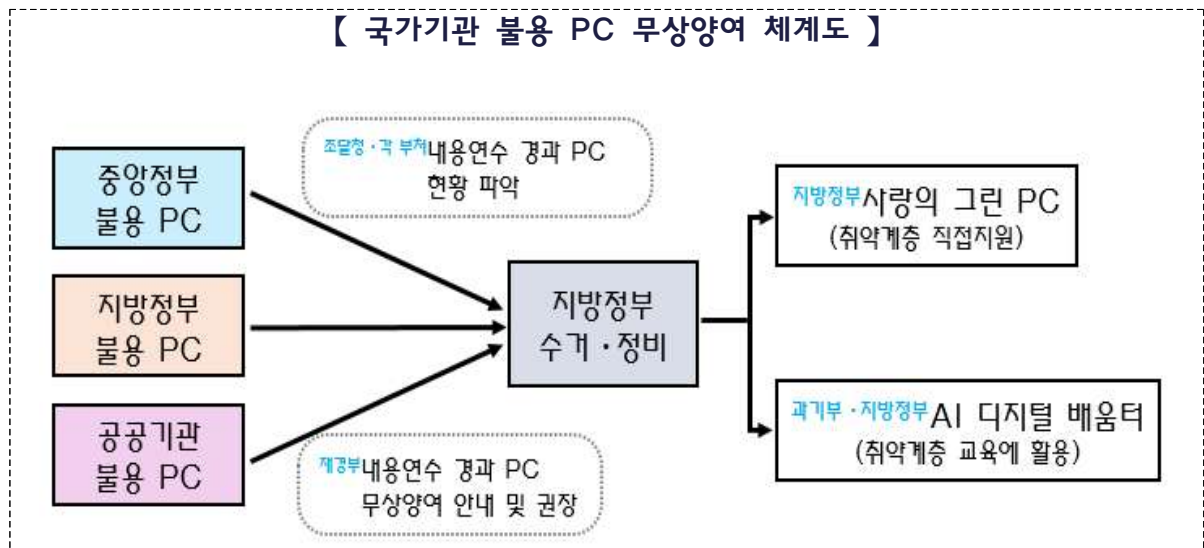 【 국가기관 불용 PC 무상양여 체계도 】
조달청·각 부처 내용연수 경과 PC
현황 파악
중앙정부
불용 PC
지방정부
불용 PC
공공기관
불용 PC
재경부 내용연수 경과 PC
무상양여 안내 및 권장
지방정부
수거·정비
지방정부 사랑의 그린 PC
(취약계층 직접지원)
과기부·지방정부 AI 디지털 배움터
(취약계층 교육에 활용)